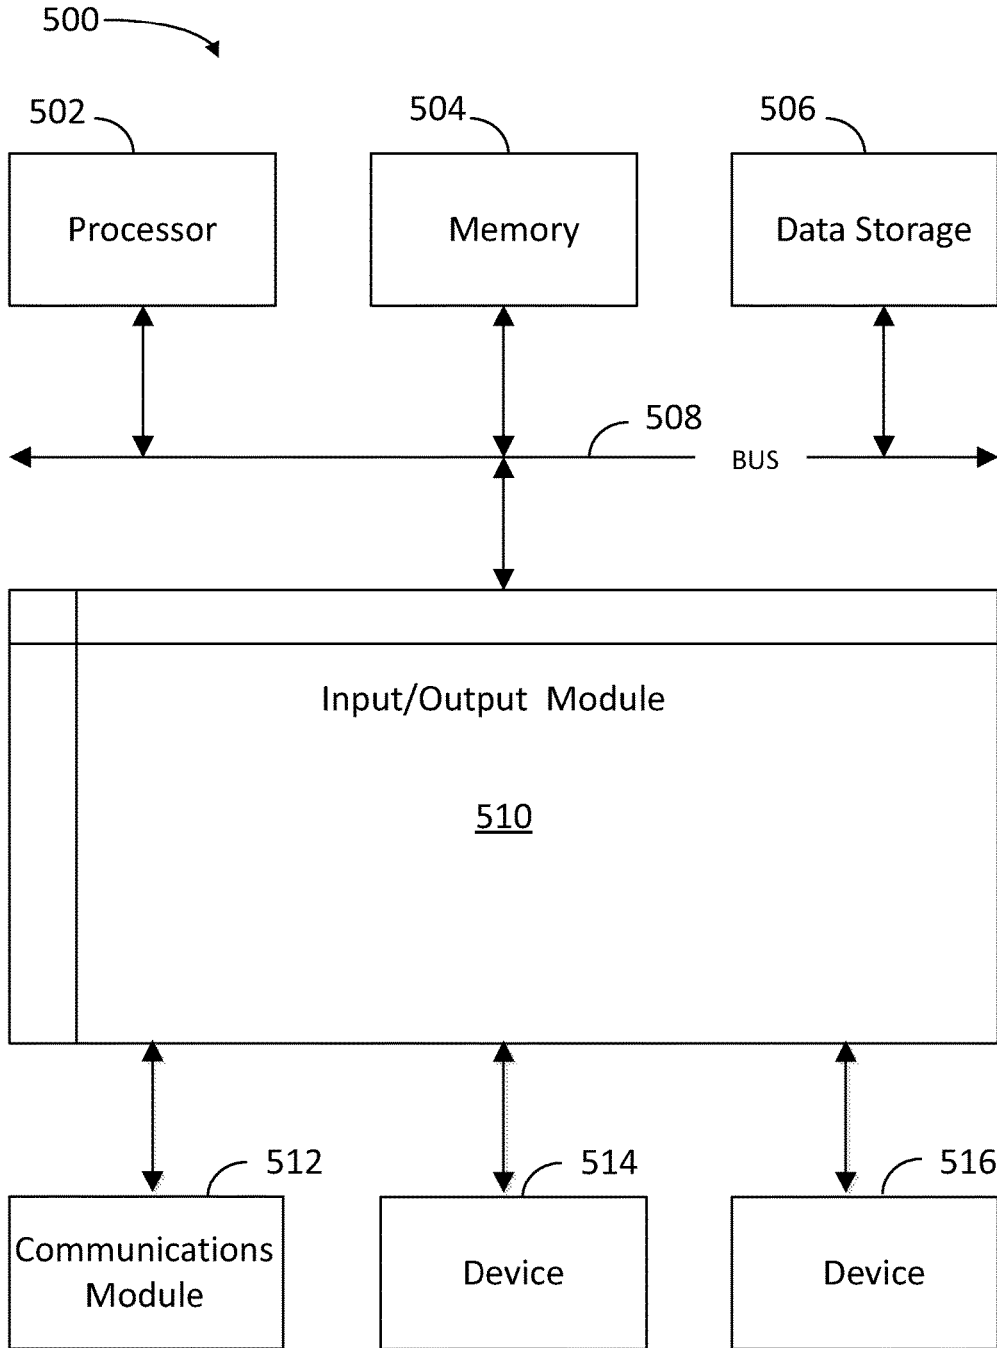 500
502
504
506
Processor
Memory
Data Storage
508
BUS
Input/Output Module
510
512
514
516
Communications
Module
Device
Device